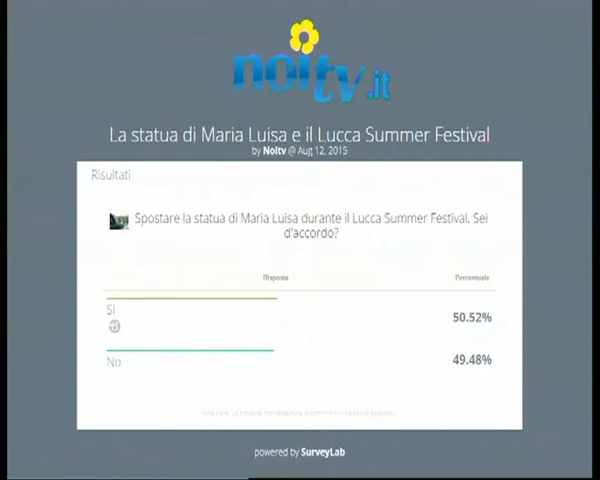 noitv.it
La statua di Maria Luisa e il Lucca Summer Festival
by Noitv @ Aug 12, 2015
Risultati
Spostare la statua di Maria Luisa durante il Lucca Summer Festival. Sei
d'accordo?
Risposta Percentuale
Si
50.52%
No 49.48%
powered by SurveyLab